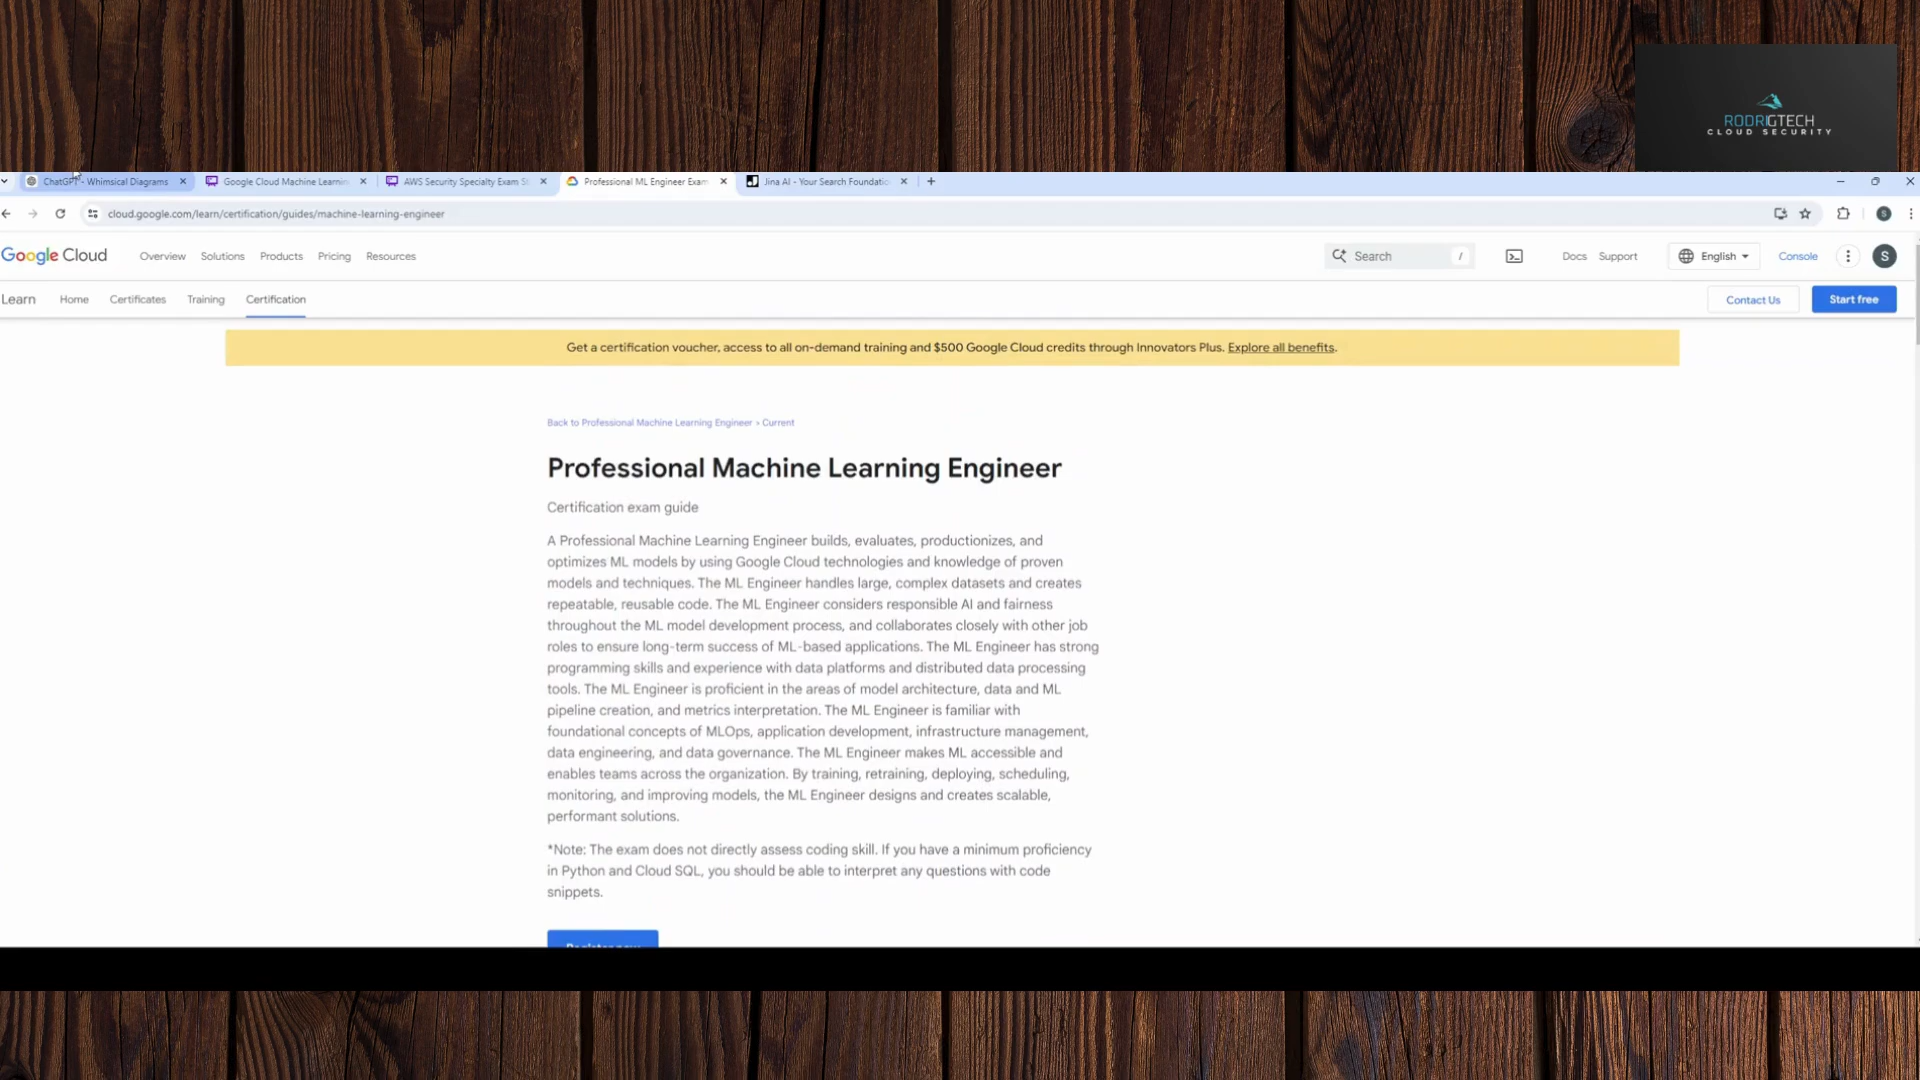 RODRIGTECH
CLOUD SECURITY
ChatGPT - Whimsical Diagrams
Google Cloud Machine Learnin
AWS Security Specialty Exam St
Professional ML Engineer Exam
Jina AI - Your Search Foundatio
cloud.google.com/learn/certification/guides/machine-learning-engineer
S
Google Cloud
Overview
Solutions
Products
Pricing
Resources
Search
/
Docs
Support
English
Console
S
Learn
Home
Certificates
Training
Certification
Contact Us
Start free
Get a certification voucher, access to all on-demand training and $500 Google Cloud credits through Innovators Plus. Explore all benefits.
Back to Professional Machine Learning Engineer > Current
Professional Machine Learning Engineer
Certification exam guide
A Professional Machine Learning Engineer builds, evaluates, productionizes, and
optimizes ML models by using Google Cloud technologies and knowledge of proven
models and techniques. The ML Engineer handles large, complex datasets and creates
repeatable, reusable code. The ML Engineer considers responsible AI and fairness
throughout the ML model development process, and collaborates closely with other job
roles to ensure long-term success of ML-based applications. The ML Engineer has strong
programming skills and experience with data platforms and distributed data processing
tools. The ML Engineer is proficient in the areas of model architecture, data and ML
pipeline creation, and metrics interpretation. The ML Engineer is familiar with
foundational concepts of MLOps, application development, infrastructure management,
data engineering, and data governance. The ML Engineer makes ML accessible and
enables teams across the organization. By training, retraining, deploying, scheduling,
monitoring, and improving models, the ML Engineer designs and creates scalable,
performant solutions.
*Note: The exam does not directly assess coding skill. If you have a minimum proficiency
in Python and Cloud SQL, you should be able to interpret any questions with code
snippets.